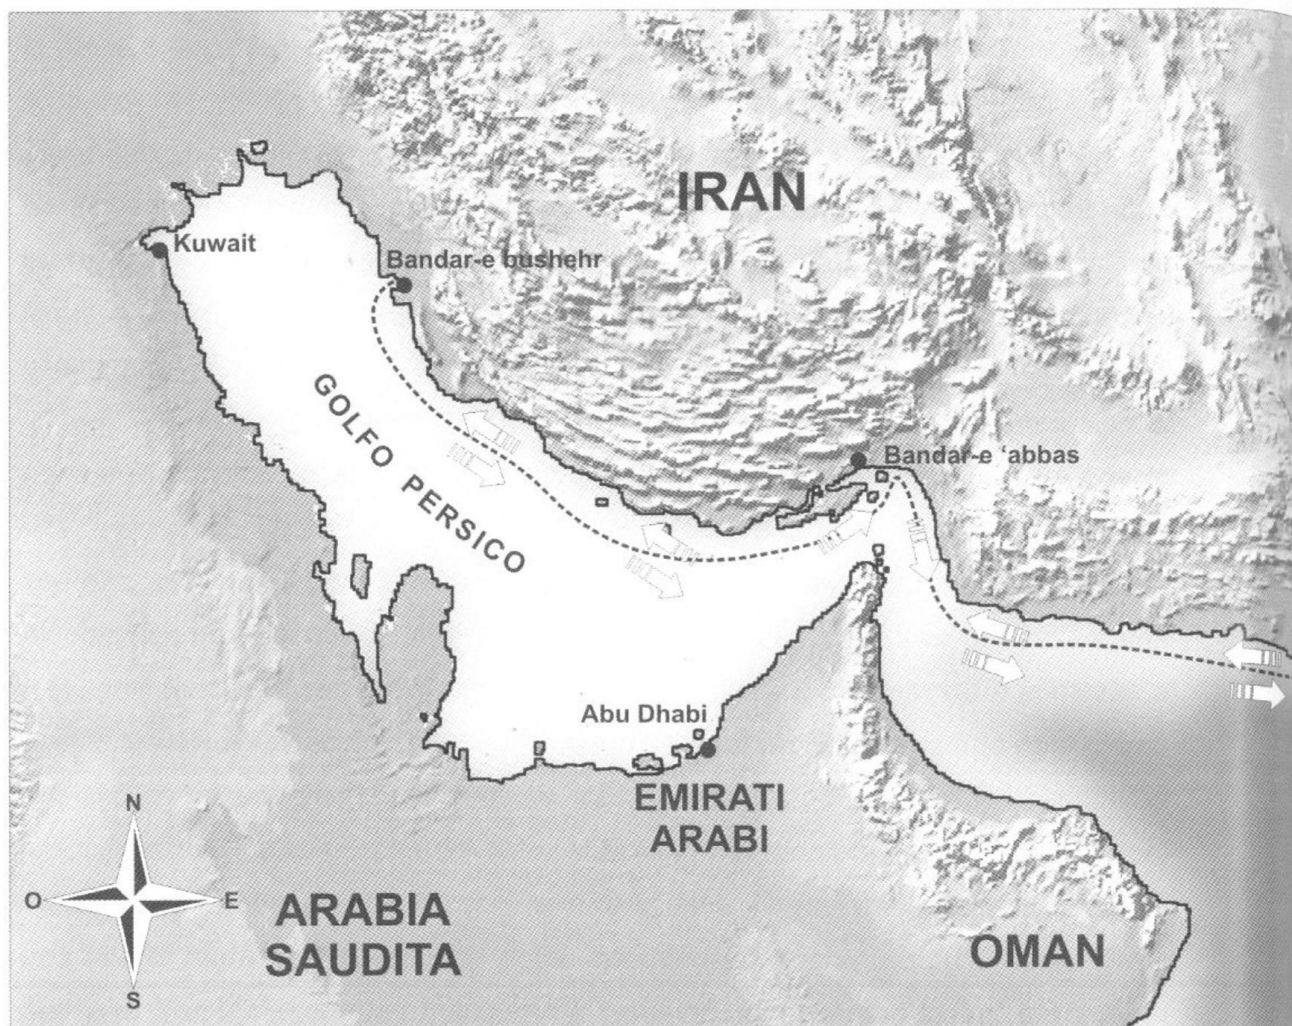 IRAN
Kuwait
Bandar-e bushehr
GOLFO PERSICO
Bandar-e ‘abbas
Abu Dhabi
EMIRATI
ARABI
N
O
E
S
ARABIA
SAUDITA
OMAN